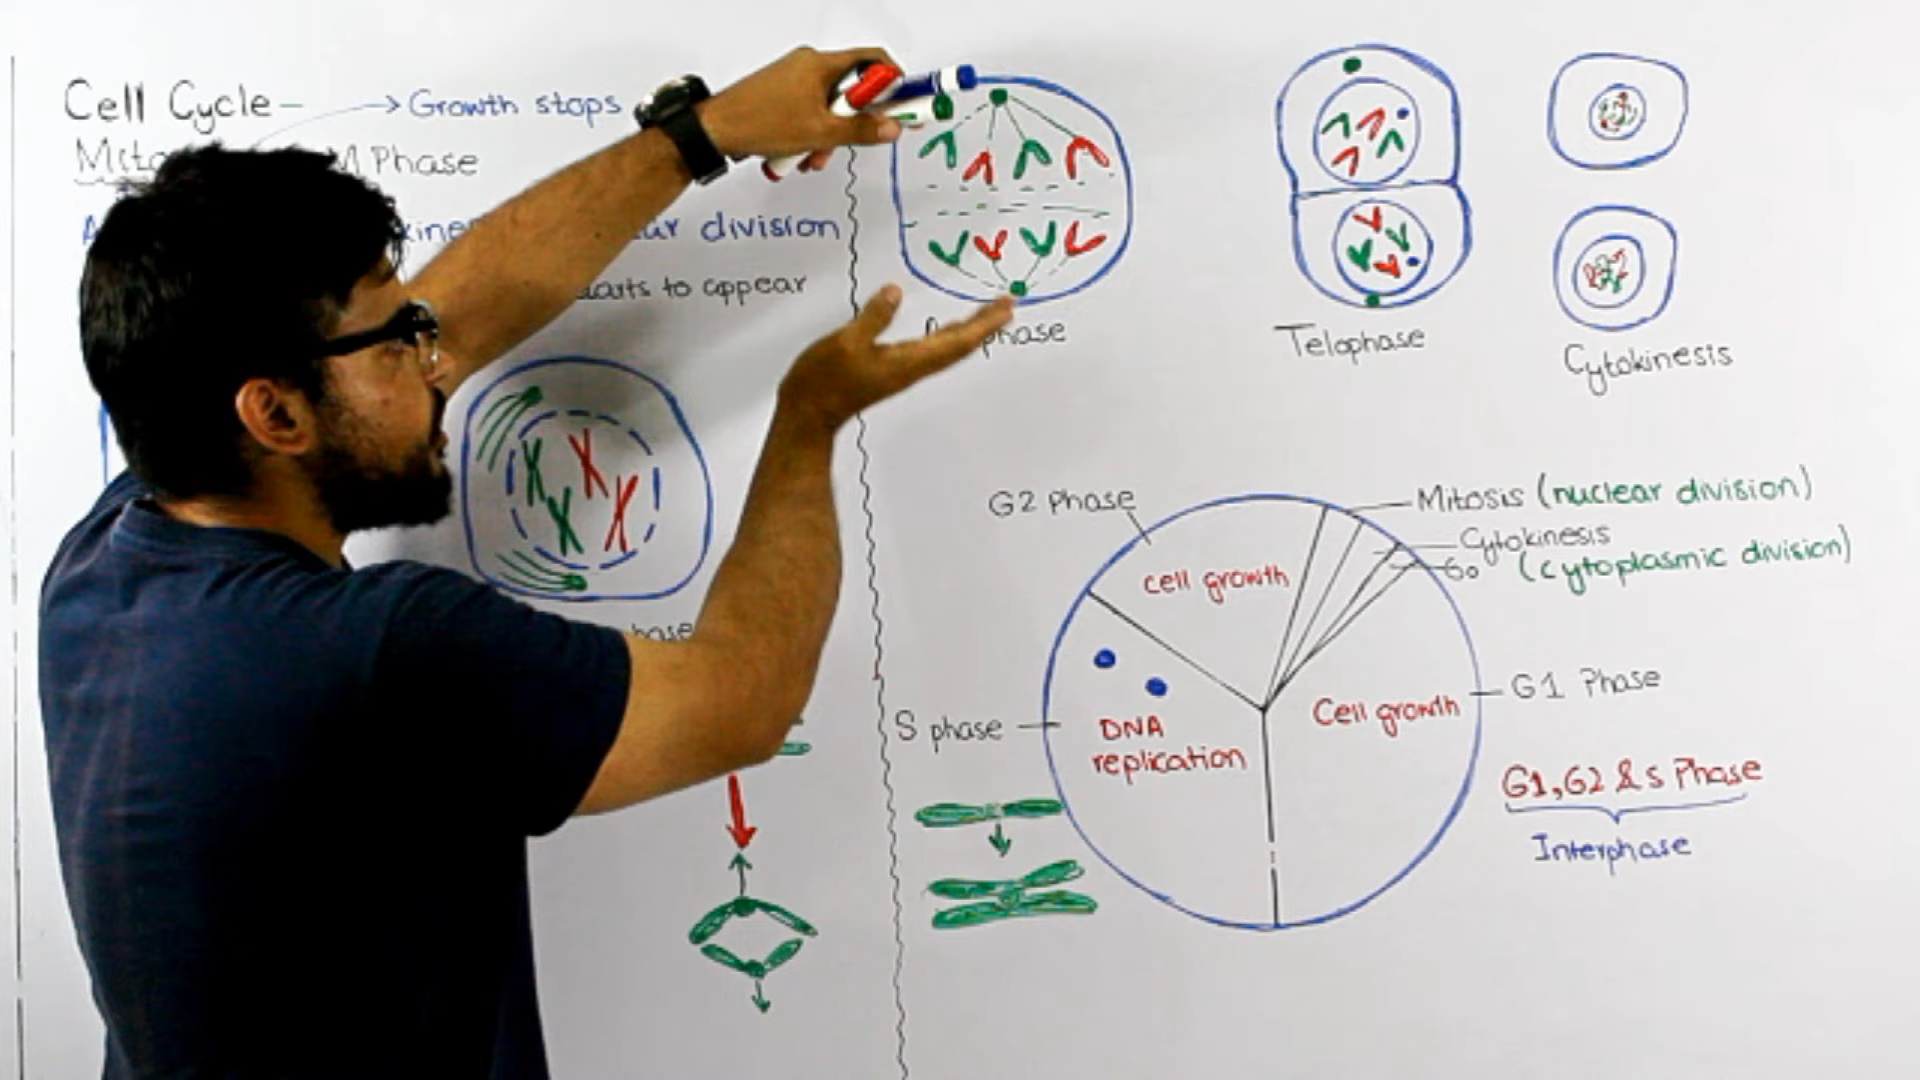 Cell Cycle
Growth stops
M Phase
division
to appear
phase
Telophase
Cytokinesis
G2 Phase
Mitosis (nuclear division)
Cytokinesis
G0 (cytoplasmic division)
cell growth
G1 Phase
Cell growth
S phase
DNA
replication
G1, G2 & s Phase
Interphase